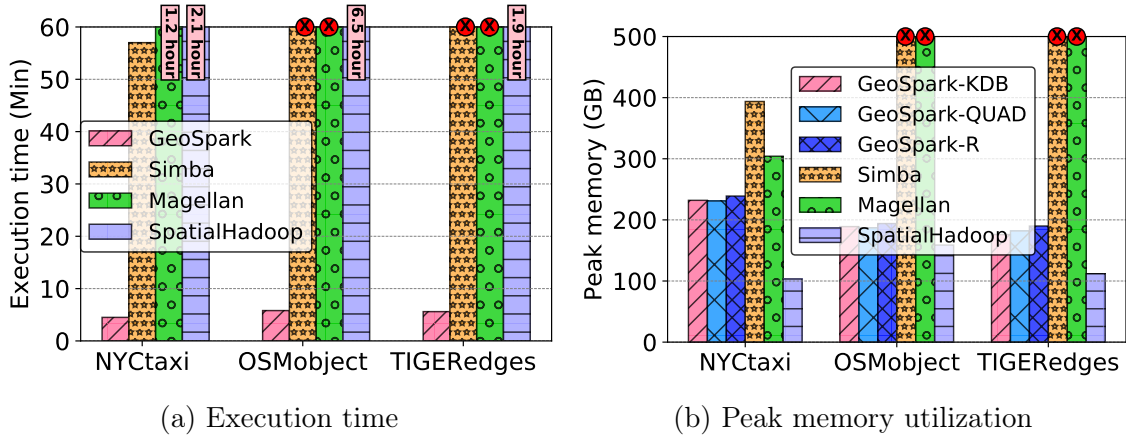 60
50
40
30
20
10
0
Execution time (Min)
1.2 hour
2.1 hour
X
X
6.5 hour
X
X
1.9 hour
GeoSpark
Simba
Magellan
SpatialHadoop
NYCtaxi
OSMobject
TIGERedges
(a) Execution time
500
400
300
200
100
0
Peak memory (GB)
X
X
X
X
GeoSpark-KDB
GeoSpark-QUAD
GeoSpark-R
Simba
Magellan
SpatialHadoop
NYCtaxi
OSMobject
TIGERedges
(b) Peak memory utilization